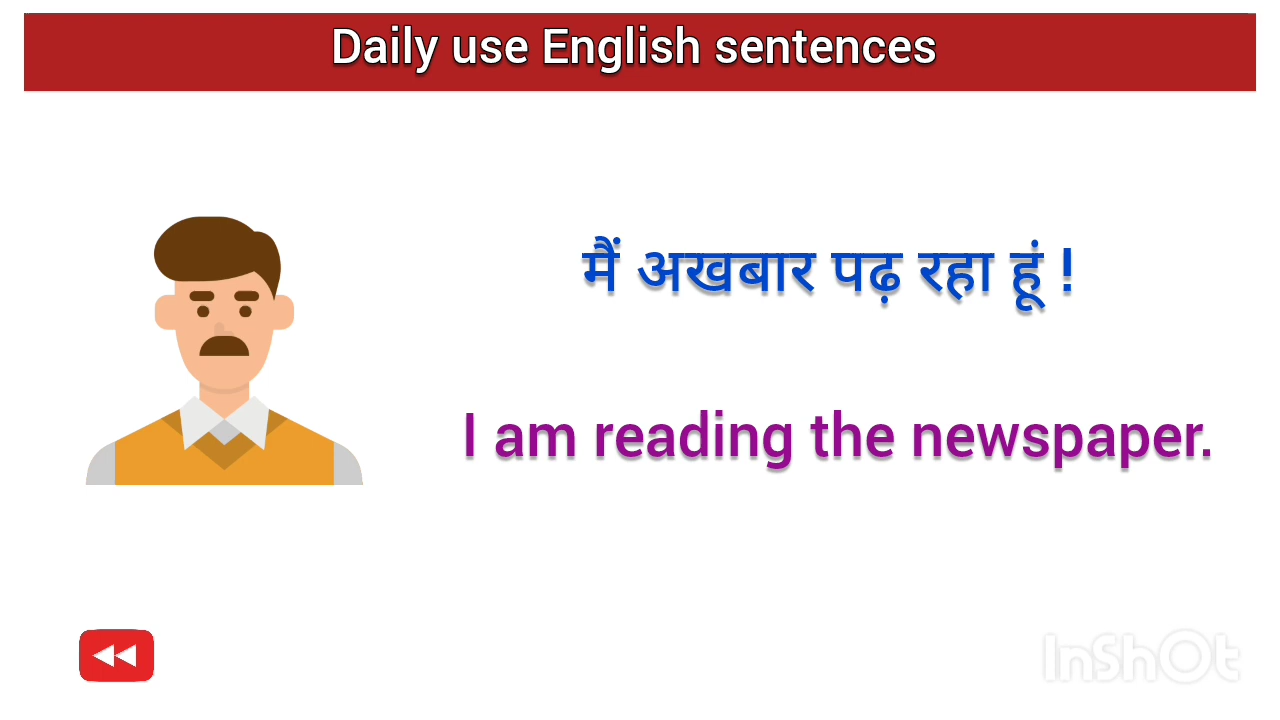 Daily use English sentences
मैं अखबार पढ़ रहा हूं !
I am reading the newspaper.
InShOt